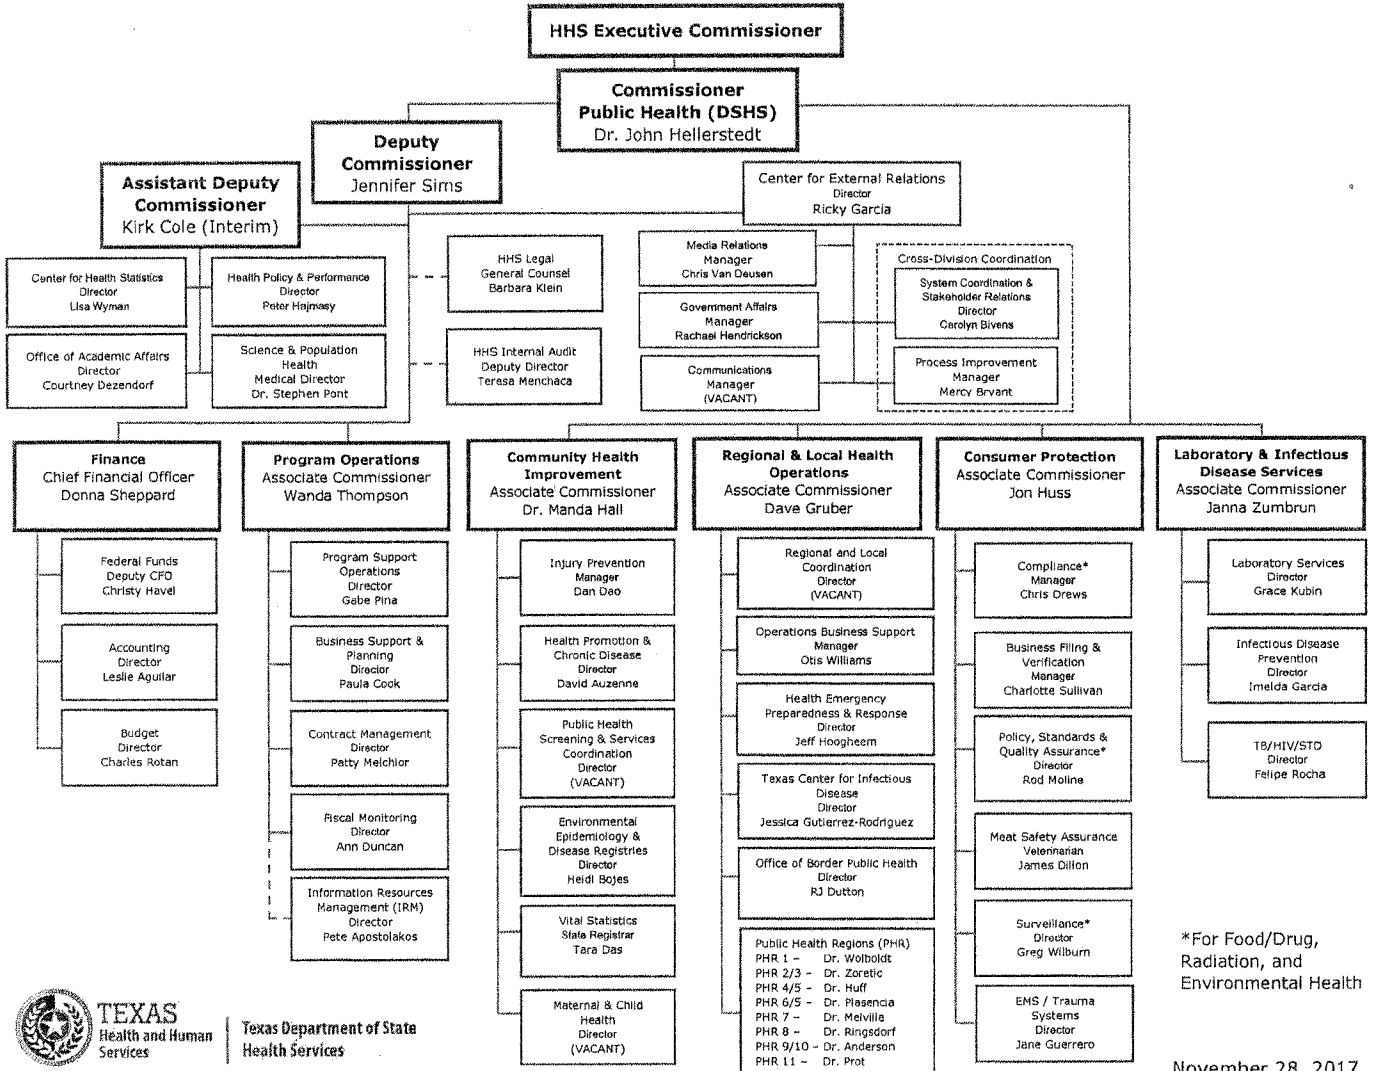 HHS Executive Commissioner
Commissioner
Public Health (DSHS)
Dr. John Hellerstedt
Deputy
Commissioner
Jennifer Sims
Assistant Deputy
Commissioner
Kirk Cole (Interim)
Center for External Relations
Director
Ricky Garcia
Center for Health Statistics
Director
Lisa Wyman
Health Policy & Performance
Director
Peter Hajmasy
Office of Academic Affairs
Director
Courtney Dezendorf
Science & Population
Health
Medical Director
Dr. Stephen Pont
HHS Legal
General Counsel
Barbara Klein
HHS Internal Audit
Deputy Director
Teresa Menchaca
Media Relations
Manager
Chris Van Deusen
Government Affairs
Manager
Rachael Hendrickson
Communications
Manager
(VACANT)
Cross-Division Coordination
System Coordination &
Stakeholder Relations
Director
Carolyn Bivens
Process Improvement
Manager
Mercy Bryant
Finance
Chief Financial Officer
Donna Sheppard
Federal Funds
Deputy CFO
Christy Havel
Accounting
Director
Leslie Aguilar
Budget
Director
Charles Rotan
Program Operations
Associate Commissioner
Wanda Thompson
Program Support
Operations
Director
Gabe Pina
Business Support &
Planning
Director
Paula Cook
Contract Management
Director
Patty Melchior
Fiscal Monitoring
Director
Ann Duncan
Information Resources
Management (IRM)
Director
Pete Apostolakos
Community Health
Improvement
Associate Commissioner
Dr. Manda Hall
Injury Prevention
Manager
Dan Dao
Health Promotion &
Chronic Disease
Director
David Auzenne
Public Health
Screening & Services
Coordination
Director
(VACANT)
Environmental
Epidemiology &
Disease Registries
Director
Heidi Bojes
Vital Statistics
State Registrar
Tara Das
Maternal & Child
Health
Director
(VACANT)
Regional & Local Health
Operations
Associate Commissioner
Dave Gruber
Regional and Local
Coordination
Director
(VACANT)
Operations Business Support
Manager
Otis Williams
Health Emergency
Preparedness & Response
Director
Jeff Hoogheem
Texas Center for Infectious
Disease
Director
Jessica Gutierrez-Rodriguez
Office of Border Public Health
Director
RJ Dutton
Public Health Regions (PHR)
PHR 1 – Dr. Wolboldt
PHR 2/3 – Dr. Zoretic
PHR 4/5 – Dr. Huff
PHR 6/5 – Dr. Plasencia
PHR 7 – Dr. Melville
PHR 8 – Dr. Ringsdorf
PHR 9/10 – Dr. Anderson
PHR 11 – Dr. Prot
Consumer Protection
Associate Commissioner
Jon Huss
Compliance*
Manager
Chris Drews
Business Filing &
Verification
Manager
Charlotte Sullivan
Policy, Standards &
Quality Assurance*
Director
Rod Moline
Meat Safety Assurance
Veterinarian
James Dillon
Surveillance*
Director
Greg Wilburn
EMS / Trauma
Systems
Director
Jane Guerrero
Laboratory & Infectious
Disease Services
Associate Commissioner
Janna Zumbrun
Laboratory Services
Director
Grace Kubin
Infectious Disease
Prevention
Director
Imelda Garcia
TB/HIV/STD
Director
Felipe Rocha
*For Food/Drug,
Radiation, and
Environmental Health
TEXAS
Health and Human
Services
Texas Department of State
Health Services
November 28, 2017